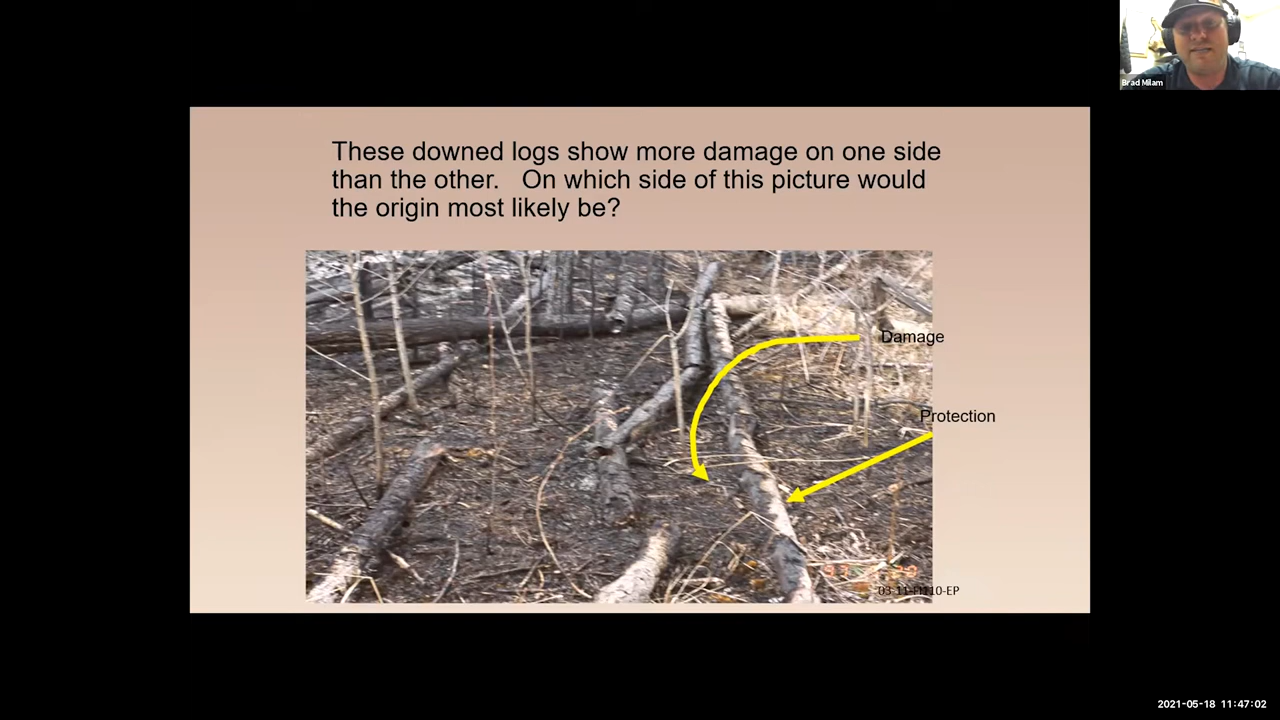 Brad Milam
These downed logs show more damage on one side
than the other. On which side of this picture would
the origin most likely be?
Damage
Protection
2021-05-18 11:47:02